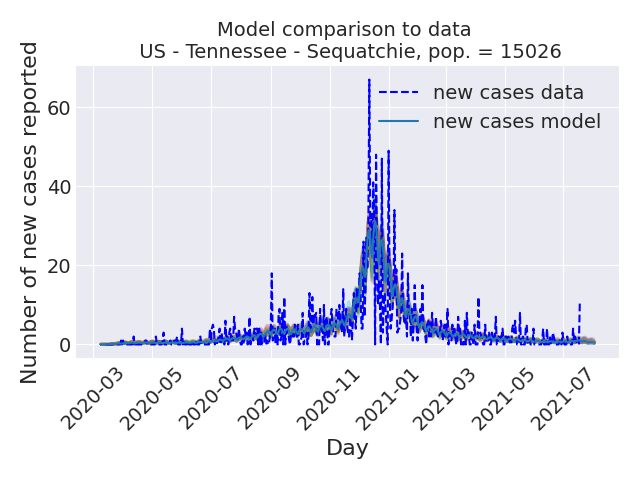 Model comparison to data
US - Tennessee - Sequatchie, pop. = 15026
Number of new cases reported
60
40
20
0
new cases data
new cases model
2020-03
2020-05
2020-07
2020-09
2020-11
2021-01
2021-03
2021-05
2021-07
Day